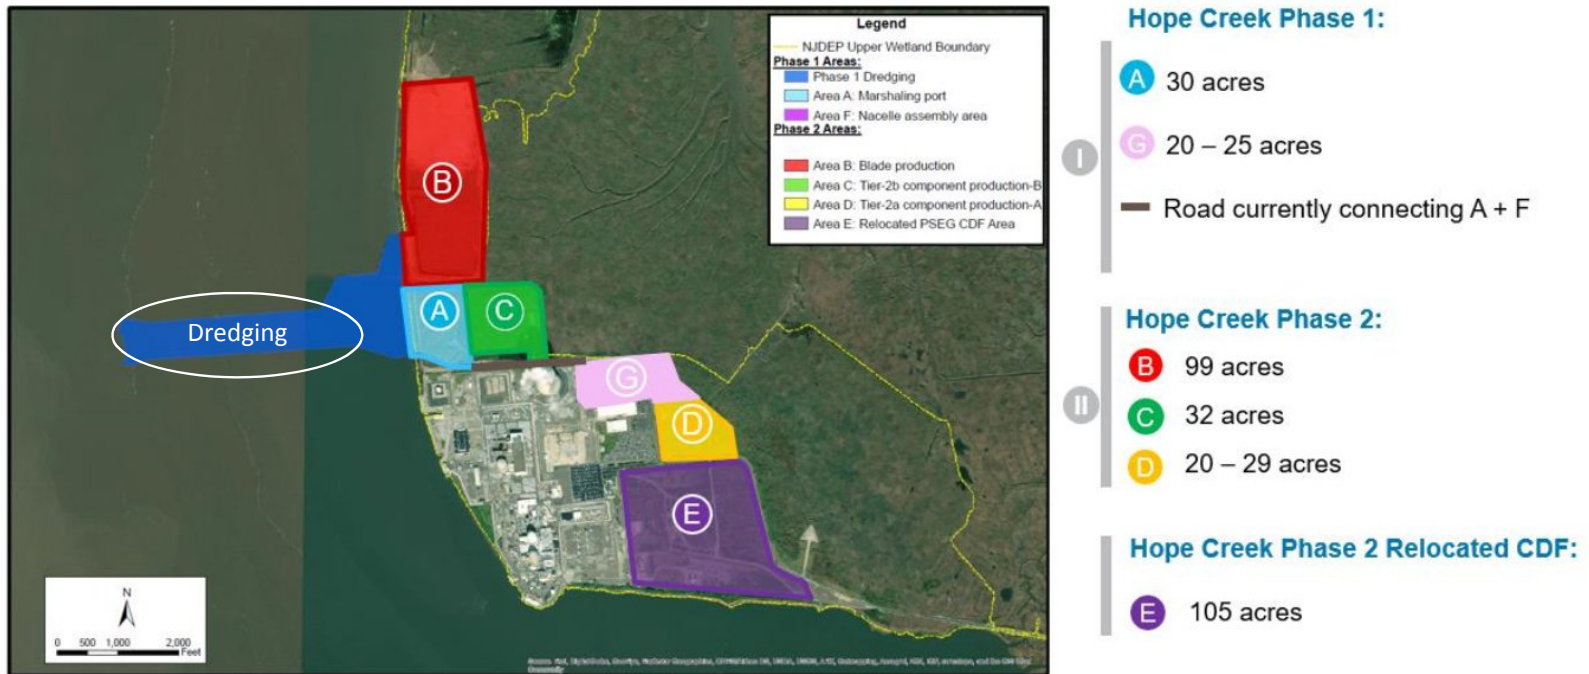 Legend
NJDEP Upper Wetland Boundary
Phase 1 Areas:
Phase 1 Dredging
Area A: Marshaling port
Area F: Nacelle assembly area
Phase 2 Areas:
Area B: Blade production
Area C: Tier-2b component production-B
Area D: Tier-2a component production-A
Area E: Relocated PSEG CDF Area
B
A
C
Dredging
G
D
E
N
0 500 1,000 2,000
Feet
Community
Hope Creek Phase 1:
I
A 30 acres
G 20 – 25 acres
Road currently connecting A + F
Hope Creek Phase 2:
II
B 99 acres
C 32 acres
D 20 – 29 acres
Hope Creek Phase 2 Relocated CDF:
E 105 acres